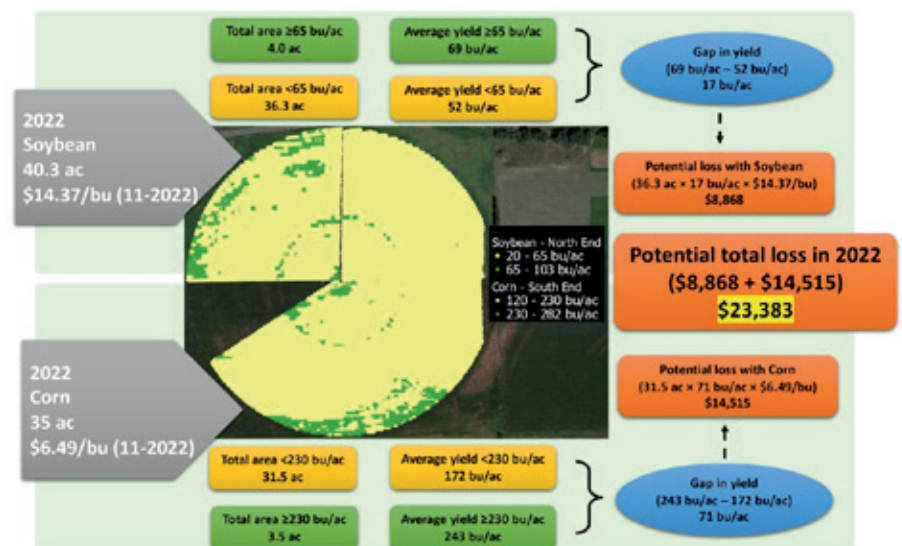 Total area ≥65 bu/ac
4.0 ac
Average yield ≥65 bu/ac
69 bu/ac
Total area <65 bu/ac
36.3 ac
Average yield <65 bu/ac
52 bu/ac
Gap in yield
(69 bu/ac – 52 bu/ac)
17 bu/ac
2022
Soybean
40.3 ac
$14.37/bu (11-2022)
Potential loss with Soybean
(36.3 ac × 17 bu/ac × $14.37/bu)
$8,868
Soybean - North End
20 - 65 bu/ac
65 - 103 bu/ac
Corn - South End
120 - 230 bu/ac
230 - 282 bu/ac
Potential total loss in 2022
($8,868 + $14,515)
$23,383
2022
Corn
35 ac
$6.49/bu (11-2022)
Potential loss with Corn
(31.5 ac × 71 bu/ac × $6.49/bu)
$14,515
Total area <230 bu/ac
31.5 ac
Average yield <230 bu/ac
172 bu/ac
Total area ≥230 bu/ac
3.5 ac
Average yield ≥230 bu/ac
243 bu/ac
Gap in yield
(243 bu/ac – 172 bu/ac)
71 bu/ac